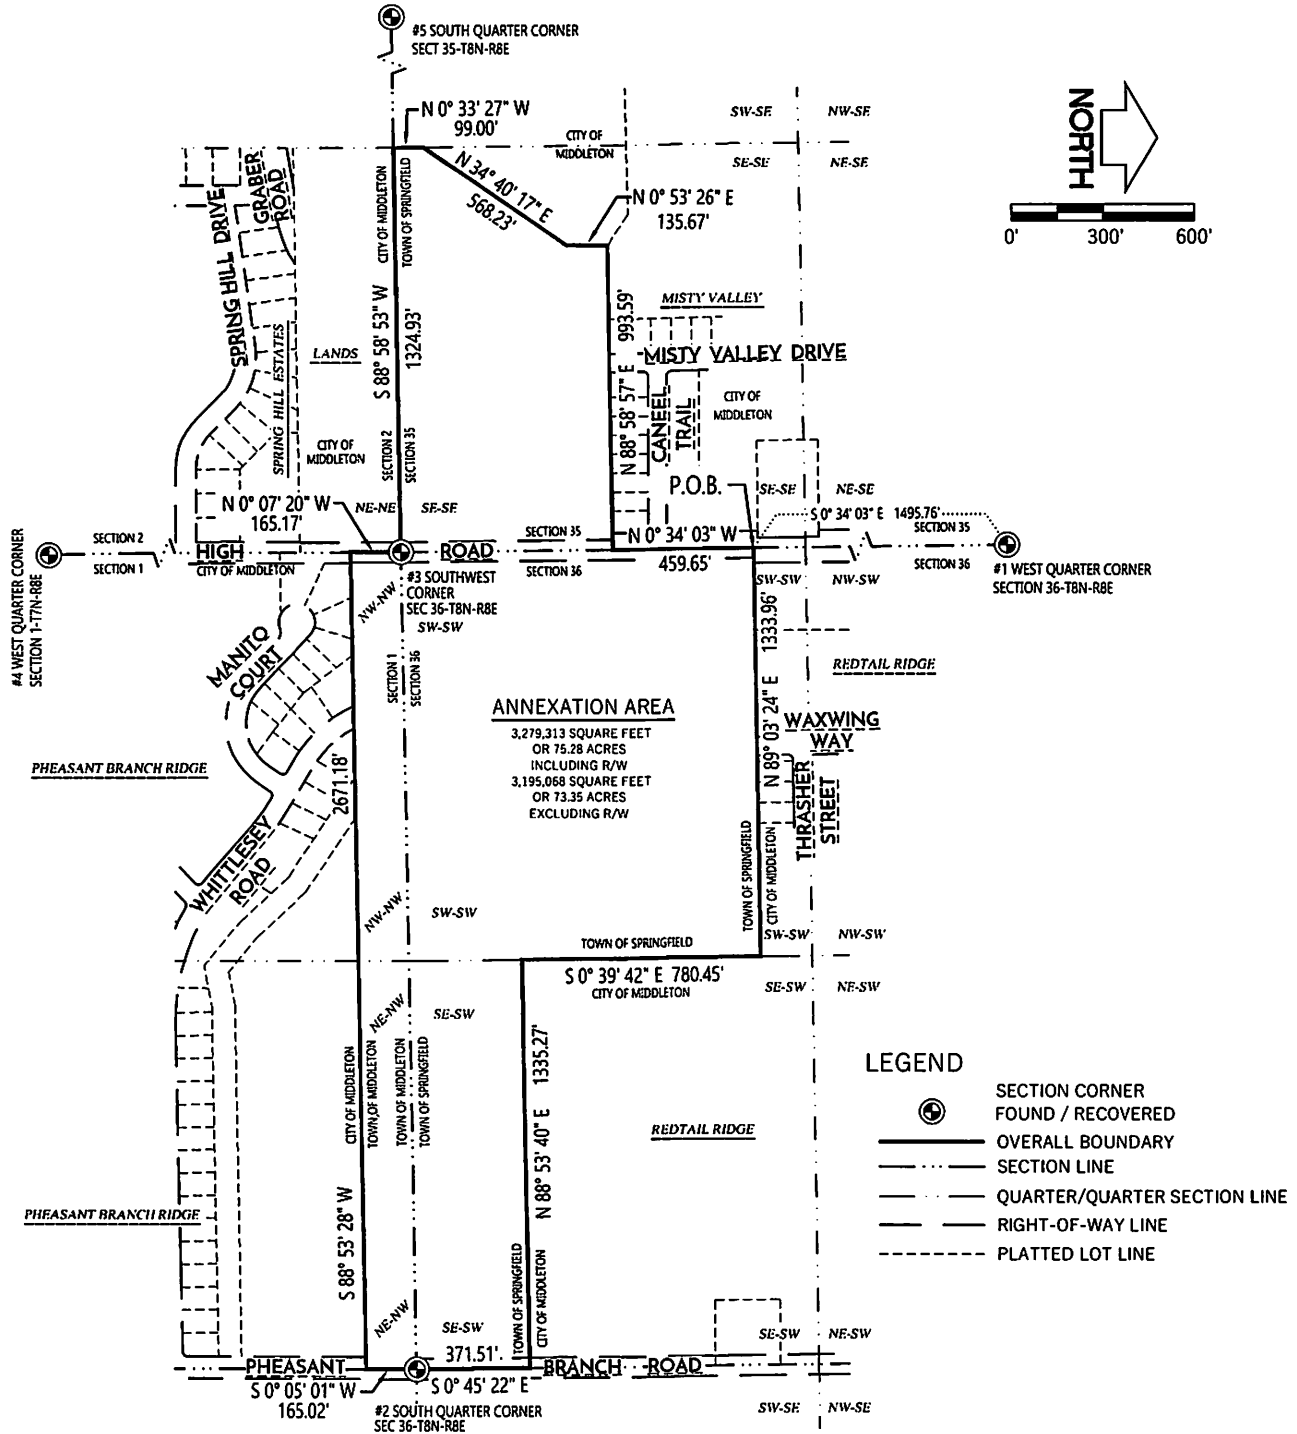 #5 SOUTH QUARTER CORNER
SECT 35-T8N-R8E
N 0° 33' 27" W
99.00'
CITY OF
MIDDLETON
SW-SE
NW-SE
SE-SE
NE-SE
NORTH
0'
300'
600'
GRABER
ROAD
SPRING HILL DRIVE
CITY OF MIDDLETON
TOWN OF SPRINGFIELD
N 34° 40' 17" E
568.23'
N 0° 53' 26" E
135.67'
S 88° 58' 53" W
1324.93'
LANDS
SPRING HILL ESTATES
CITY OF
MIDDLETON
SECTION 2
SECTION 35
N 88° 58' 57" E 993.59'
MISTY VALLEY
MISTY VALLEY DRIVE
CANEEL
TRAIL
CITY OF
MIDDLETON
P.O.B.
SE-SE
NE-SE
S 0° 34' 03" E 1495.76'
SECTION 35
SECTION 36
N 0° 07' 20" W
165.17'
NE-NE
SE-SE
SECTION 2
SECTION 1
HIGH
CITY OF MIDDLETON
ROAD
SECTION 35
SECTION 36
N 0° 34' 03" W
459.65'
#4 WEST QUARTER CORNER
SECTION 1-T7N-R8E
#3 SOUTHWEST
CORNER
SEC 36-T8N-R8E
#1 WEST QUARTER CORNER
SECTION 36-T8N-R8E
SW-SW
NW-SW
NW-NW
SW-SW
SECTION 1
SECTION 36
MANITO
COURT
N 89° 03' 24" E 1333.96'
REDTAIL RIDGE
ANNEXATION AREA
3,279,313 SQUARE FEET
OR 75.28 ACRES
INCLUDING R/W
3,195,068 SQUARE FEET
OR 73.35 ACRES
EXCLUDING R/W
WAXWING
WAY
THRASHER
STREET
PHEASANT BRANCH RIDGE
2671.18'
WHITTLESEY
ROAD
TOWN OF SPRINGFIELD
CITY OF MIDDLETON
NW-NW
SW-SW
SW-SW
NW-SW
TOWN OF SPRINGFIELD
S 0° 39' 42" E 780.45'
CITY OF MIDDLETON
SE-SW
NE-SW
NE-NW
SE-SW
CITY OF MIDDLETON
TOWN OF MIDDLETON
TOWN OF MIDDLETON
TOWN OF SPRINGFIELD
N 88° 53' 40" E 1335.27'
REDTAIL RIDGE
LEGEND
SECTION CORNER
FOUND / RECOVERED
OVERALL BOUNDARY
SECTION LINE
QUARTER/QUARTER SECTION LINE
RIGHT-OF-WAY LINE
PLATTED LOT LINE
PHEASANT BRANCH RIDGE
S 88° 53' 28" W
TOWN OF SPRINGFIELD
CITY OF MIDDLETON
NE-NW
SE-SW
SE-SW
NE-SW
371.51'
PHEASANT
BRANCH ROAD
S 0° 05' 01" W
165.02'
S 0° 45' 22" E
#2 SOUTH QUARTER CORNER
SEC 36-T8N-R8E
SW-SE
NW-SE